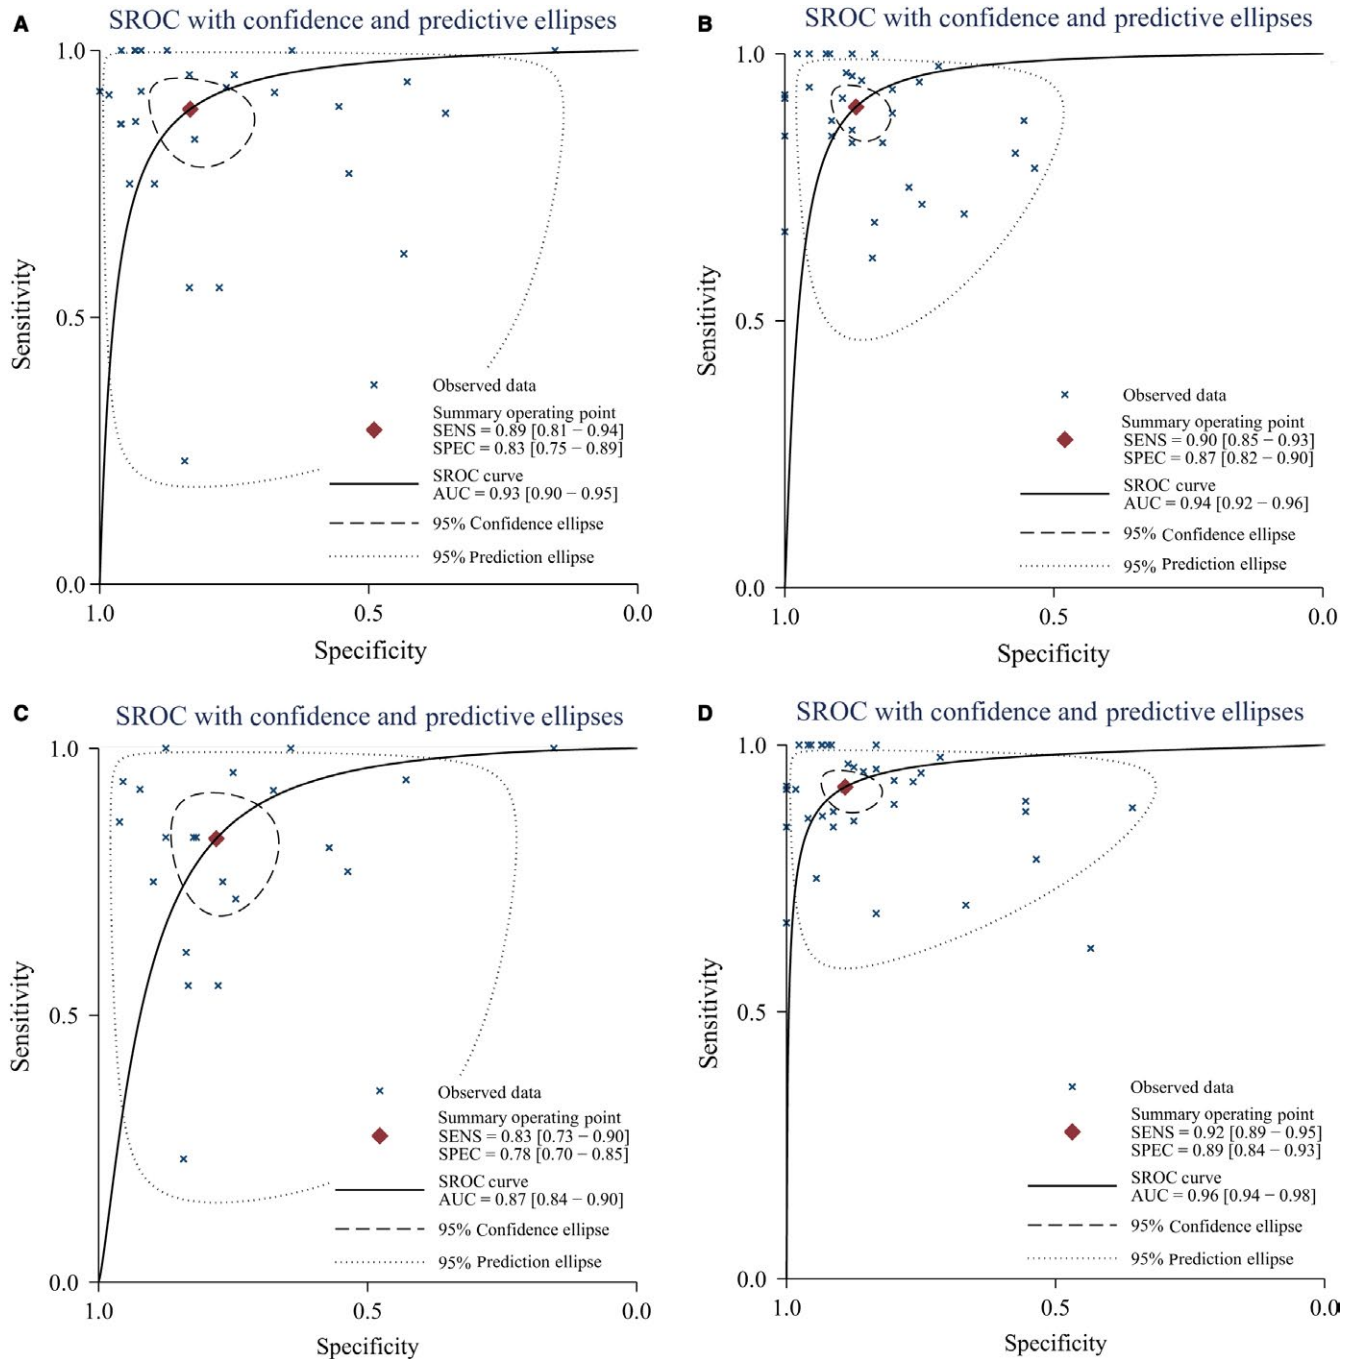 A
SROC with confidence and predictive ellipses
1.0
0.5
0.0
Sensitivity
Observed data
Summary operating point
SENS = 0.89 [0.81 − 0.94]
SPEC = 0.83 [0.75 − 0.89]
SROC curve
AUC = 0.93 [0.90 − 0.95]
95% Confidence ellipse
95% Prediction ellipse
1.0 0.5 0.0
Specificity
B
SROC with confidence and predictive ellipses
1.0
0.5
0.0
Sensitivity
Observed data
Summary operating point
SENS = 0.90 [0.85 − 0.93]
SPEC = 0.87 [0.82 − 0.90]
SROC curve
AUC = 0.94 [0.92 − 0.96]
95% Confidence ellipse
95% Prediction ellipse
1.0 0.5 0.0
Specificity
C
SROC with confidence and predictive ellipses
1.0
0.5
0.0
Sensitivity
Observed data
Summary operating point
SENS = 0.83 [0.73 − 0.90]
SPEC = 0.78 [0.70 − 0.85]
SROC curve
AUC = 0.87 [0.84 − 0.90]
95% Confidence ellipse
95% Prediction ellipse
1.0 0.5 0.0
Specificity
D
SROC with confidence and predictive ellipses
1.0
0.5
0.0
Sensitivity
Observed data
Summary operating point
SENS = 0.92 [0.89 − 0.95]
SPEC = 0.89 [0.84 − 0.93]
SROC curve
AUC = 0.96 [0.94 − 0.98]
95% Confidence ellipse
95% Prediction ellipse
1.0 0.5 0.0
Specificity